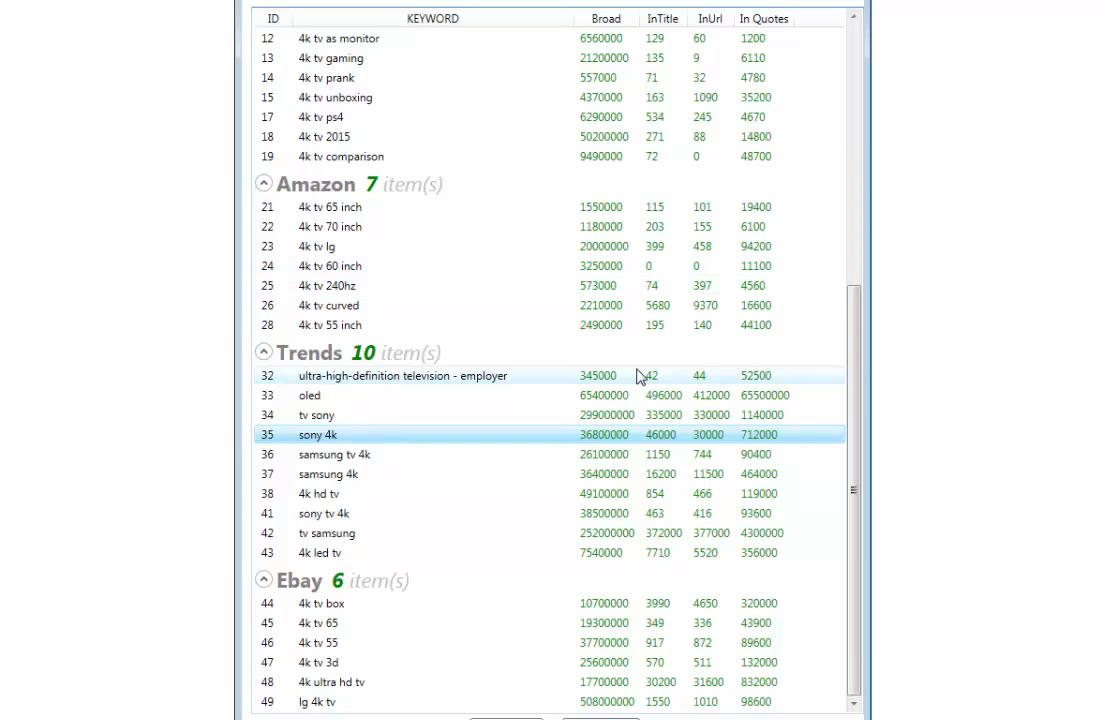 ID KEYWORD Broad InTitle InUrl In Quotes
12 4k tv as monitor 6560000 129 60 1200
13 4k tv gaming 21200000 135 9 6110
14 4k tv prank 557000 71 32 4780
15 4k tv unboxing 4370000 163 1090 35200
17 4k tv ps4 6290000 534 245 4670
18 4k tv 2015 50200000 271 88 14800
19 4k tv comparison 9490000 72 0 48700
Amazon 7 item(s)
21 4k tv 65 inch 1550000 115 101 19400
22 4k tv 70 inch 1180000 203 155 6100
23 4k tv lg 20000000 399 458 94200
24 4k tv 60 inch 3250000 0 0 11100
25 4k tv 240hz 573000 74 397 4560
26 4k tv curved 2210000 5680 9370 16600
28 4k tv 55 inch 2490000 195 140 44100
Trends 10 item(s)
32 ultra-high-definition television - employer 345000 42 44 52500
33 oled 65400000 496000 412000 65500000
34 tv sony 299000000 335000 330000 1140000
35 sony 4k 36800000 46000 30000 712000
36 samsung tv 4k 26100000 1150 744 90400
37 samsung 4k 36400000 16200 11500 464000
38 4k hd tv 49100000 854 466 119000
41 sony tv 4k 38500000 463 416 93600
42 tv samsung 252000000 372000 377000 4300000
43 4k led tv 7540000 7710 5520 356000
Ebay 6 item(s)
44 4k tv box 10700000 3990 4650 320000
45 4k tv 65 19300000 349 336 43900
46 4k tv 55 37700000 917 872 89600
47 4k tv 3d 25600000 570 511 132000
48 4k ultra hd tv 17700000 30200 31600 832000
49 lg 4k tv 508000000 1550 1010 98600